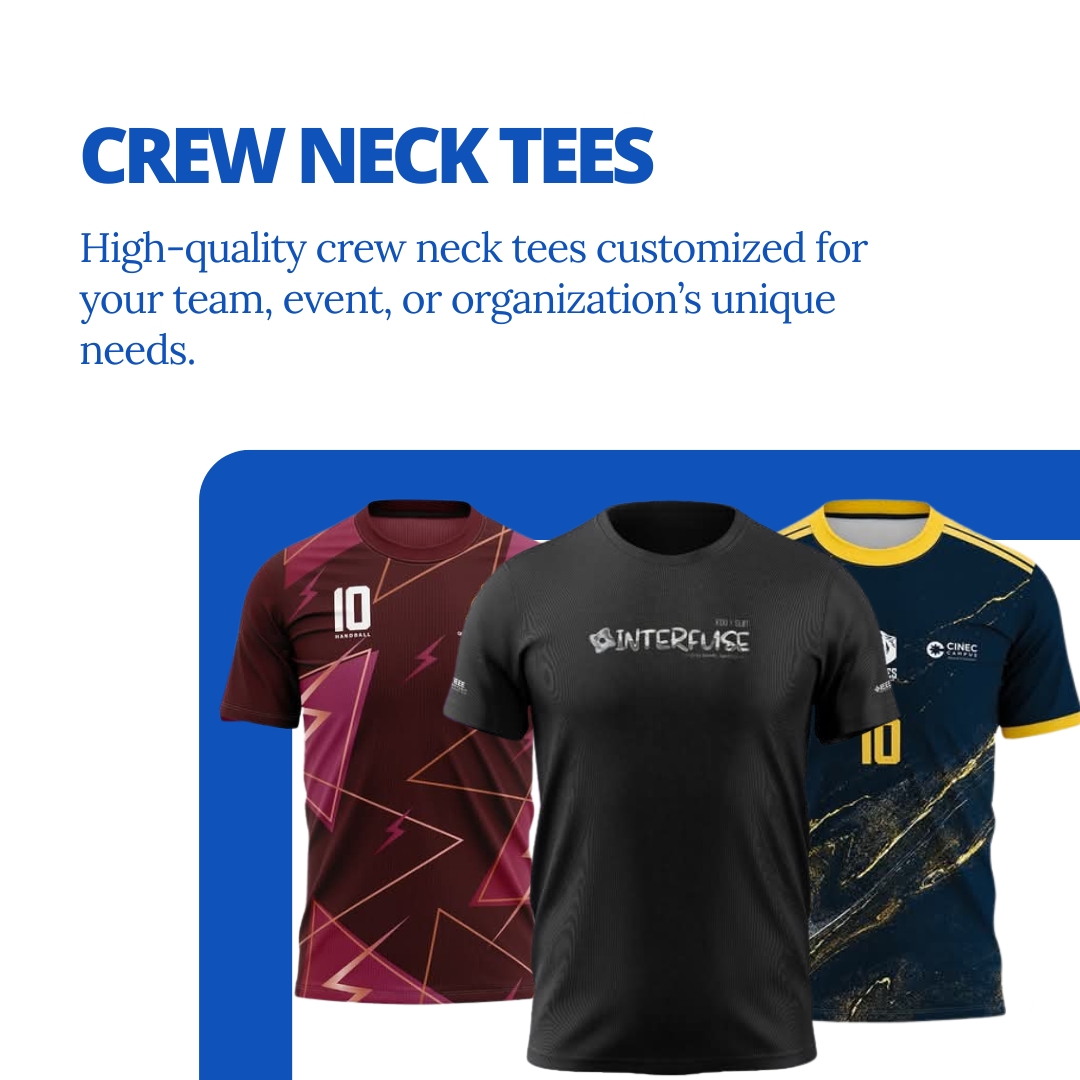 CREW NECK TEES
High-quality crew neck tees customized for
your team, event, or organization’s unique
needs.
10
HANDBALL
INTERFUSE
CINEC
CAMPUS
10